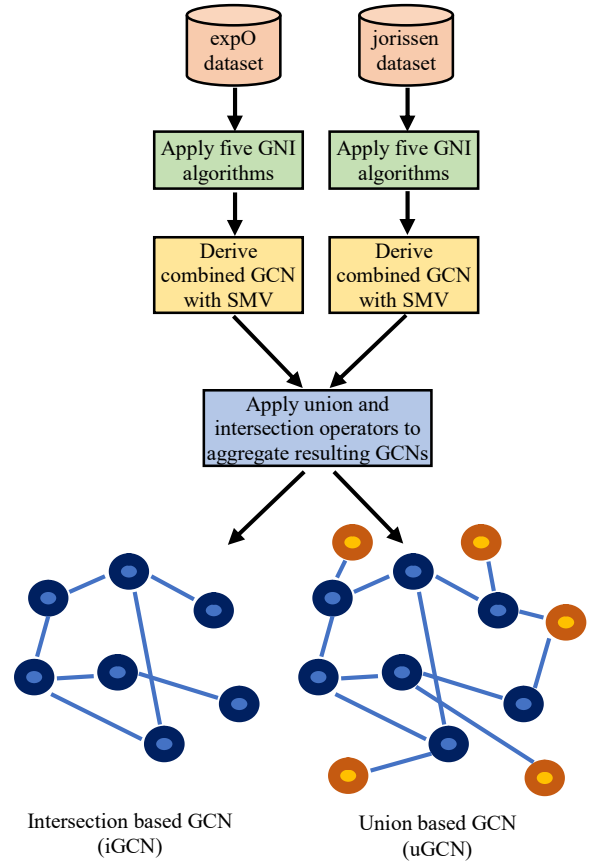 expO
dataset
jorissen
dataset
Apply five GNI
algorithms
Apply five GNI
algorithms
Derive
combined GCN
with SMV
Derive
combined GCN
with SMV
Apply union and
intersection operators to
aggregate resulting GCNs
Intersection based GCN
(iGCN)
Union based GCN
(uGCN)